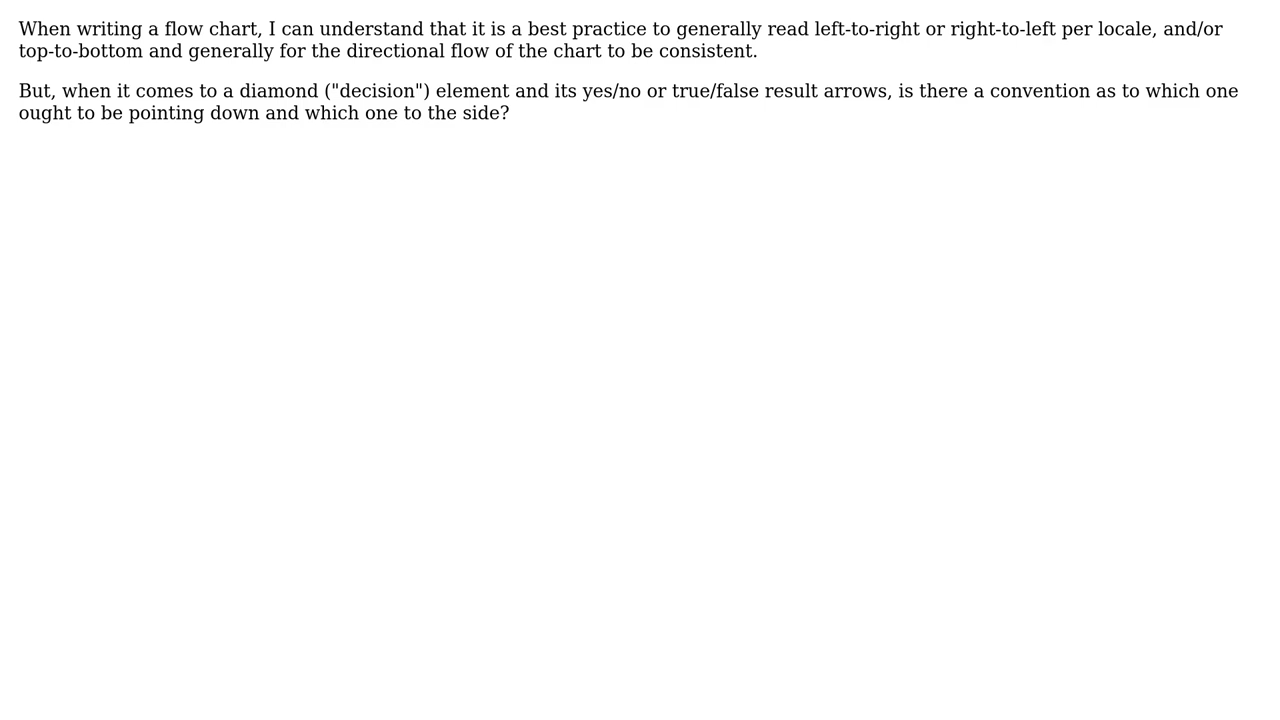 When writing a flow chart, I can understand that it is a best practice to generally read left-to-right or right-to-left per locale, and/or
top-to-bottom and generally for the directional flow of the chart to be consistent.
But, when it comes to a diamond ("decision") element and its yes/no or true/false result arrows, is there a convention as to which one
ought to be pointing down and which one to the side?